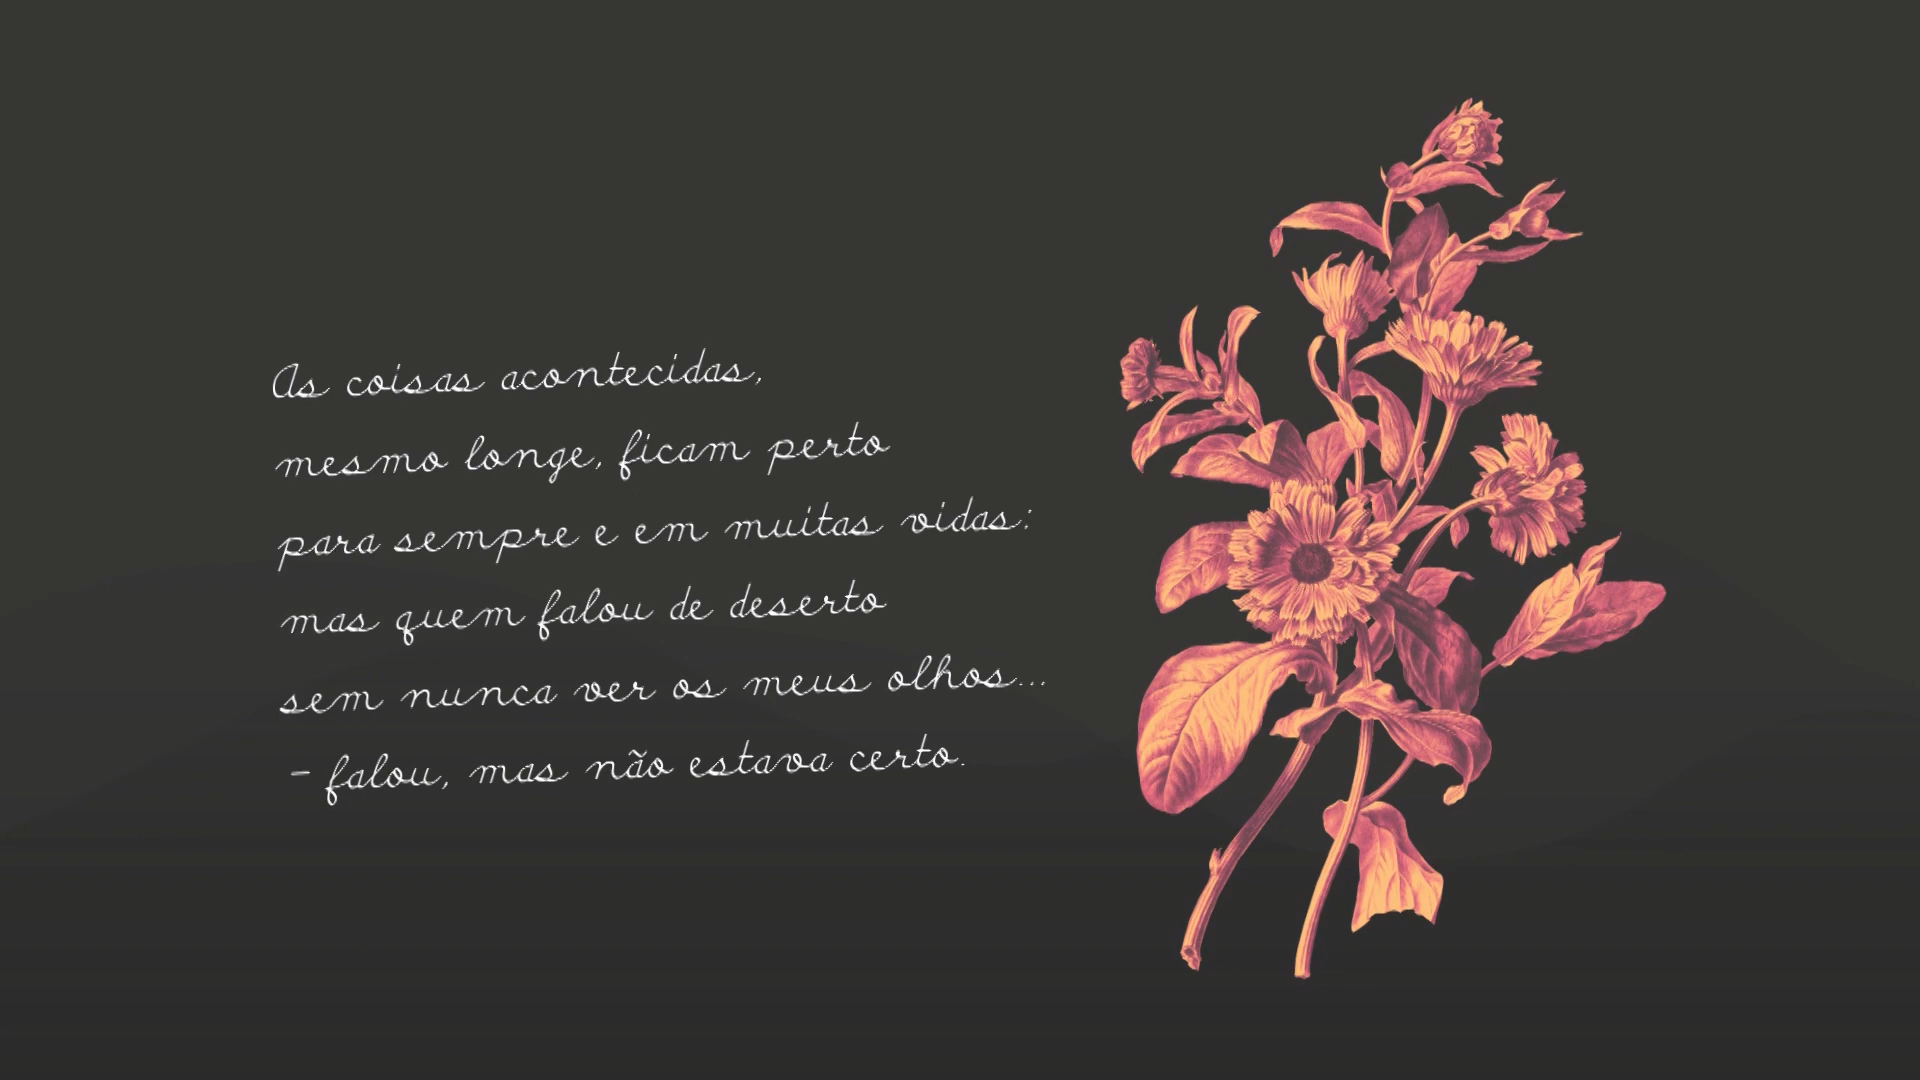 As coisas acontecidas,
mesmo longe, ficam perto
para sempre e em muitas vidas:
mas quem falou de deserto
sem nunca ver os meus olhos...
- falou, mas não estava certo.